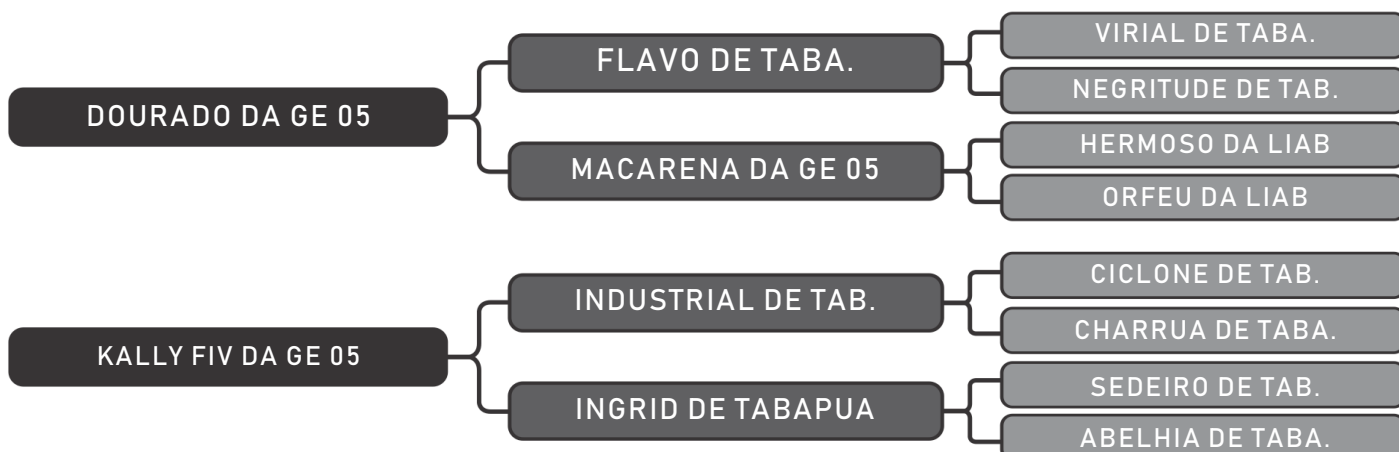 VIRIAL DE TABA.
FLAVO DE TABA.
NEGRITUDE DE TAB.
DOURADO DA GE 05
HERMOSO DA LIAB
MACARENA DA GE 05
ORFEU DA LIAB
CICLONE DE TAB.
INDUSTRIAL DE TAB.
CHARRUA DE TABA.
KALLY FIV DA GE 05
SEDEIRO DE TAB.
INGRID DE TABAPUA
ABELHIA DE TABA.